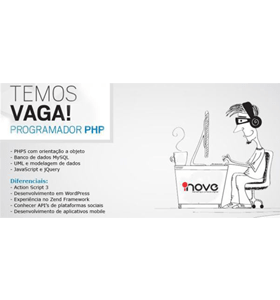 TEMOS
VAGA!
PROGRAMADOR PHP
- PHP5 com orientação a objeto
- Banco de dados MySQL
- UML e modelagem de dados
- JavaScript e jQuery
Diferenciais:
- Action Script 3
- Desenvolvimento em WordPress
- Experiência no Zend Framework
- Conhecer API's de plataformas sociais
- Desenvolvimento de aplicativos mobile
inove